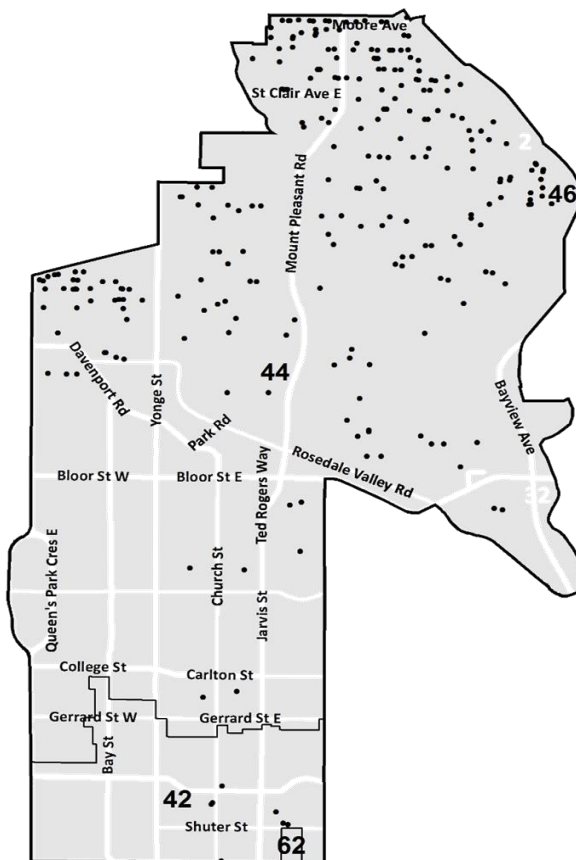 Moore Ave
St Clair Ave E
2
46
Mount Pleasant Rd
44
Davenport Rd
Yonge St
Park Rd
Bayview Ave
Bloor St W
Bloor St E
Ted Rogers Way
Rosedale Valley Rd
32
Queen's Park Cres E
Church St
Jarvis St
College St
Carlton St
Gerrard St W
Gerrard St E
Bay St
42
Shuter St
62